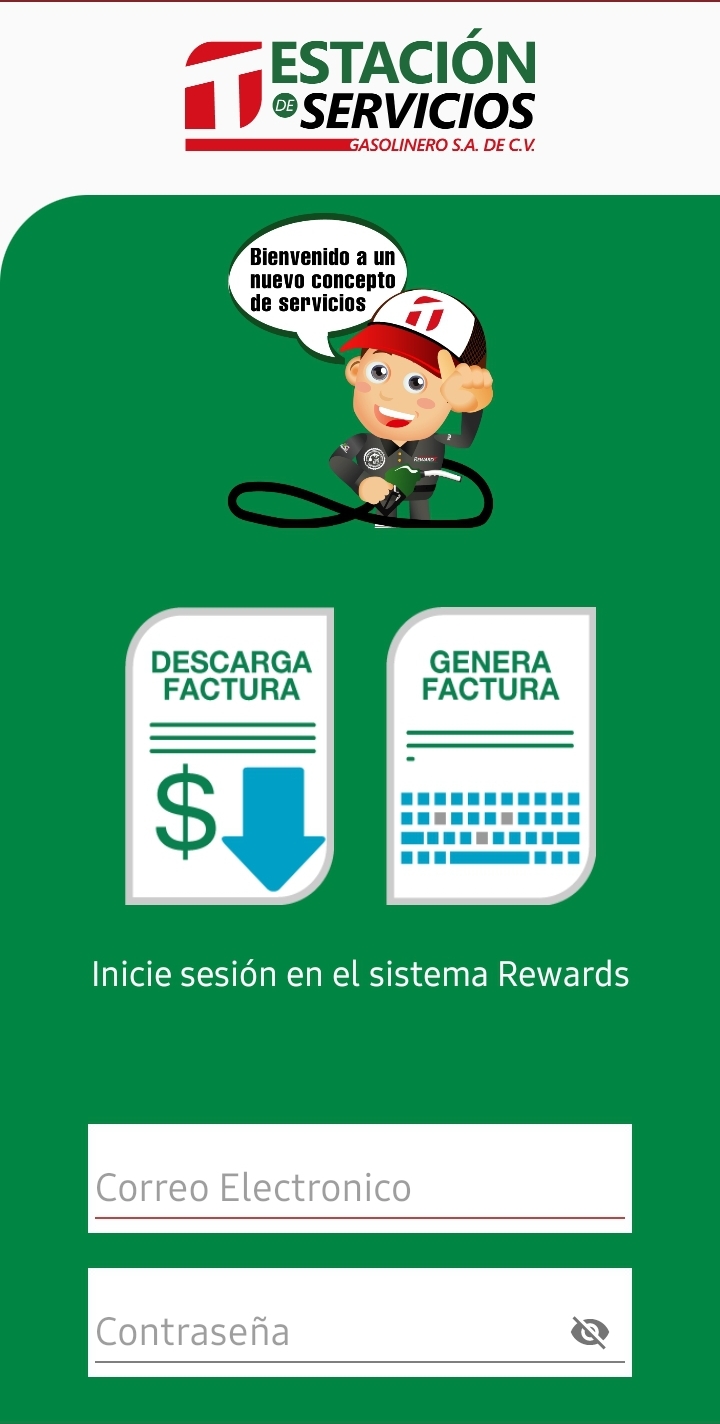 ESTACIÓN
DE SERVICIOS
GASOLINERO S.A. DE C.V.
Bienvenido a un
nuevo concepto
de servicios
DESCARGA
FACTURA
$
GENERA
FACTURA
Inicie sesión en el sistema Rewards
Correo Electronico
Contraseña